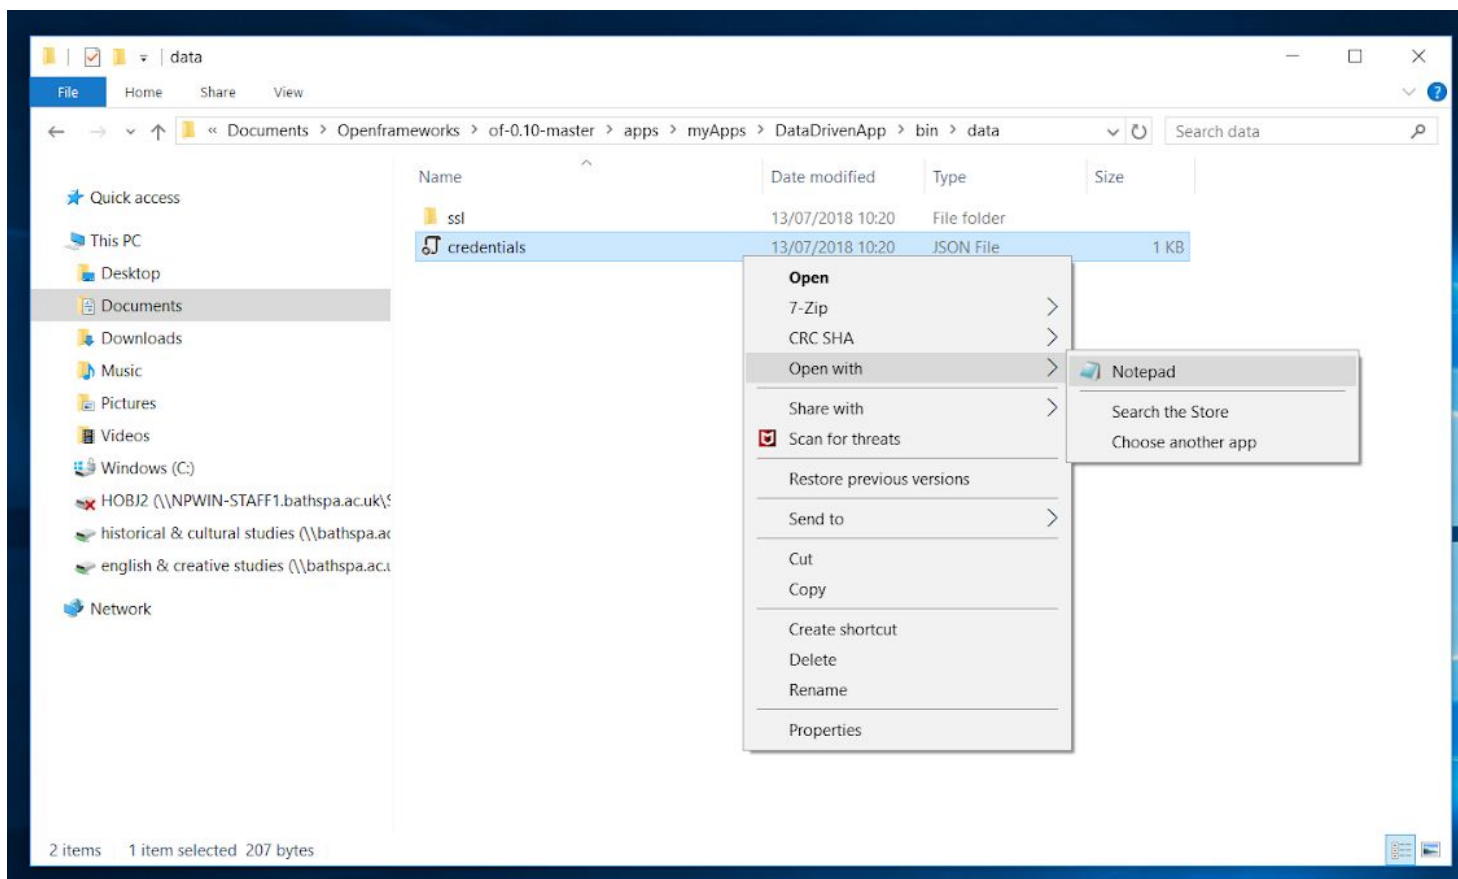 data
File Home Share View
« Documents > Openframeworks > of-0.10-master > apps > myApps > DataDrivenApp > bin > data
Search data
Quick access
This PC
Desktop
Documents
Downloads
Music
Pictures
Videos
Windows (C:)
HOBJ2 (\\NPWIN-STAFF1.bathspa.ac.uk\S
historical & cultural studies (\\bathspa.ac
english & creative studies (\\bathspa.ac.u
Network
Name Date modified Type Size
ssl 13/07/2018 10:20 File folder
credentials 13/07/2018 10:20 JSON File 1 KB
Open
7-Zip
CRC SHA
Open with
Share with
Scan for threats
Restore previous versions
Send to
Cut
Copy
Create shortcut
Delete
Rename
Properties
Notepad
Search the Store
Choose another app
2 items 1 item selected 207 bytes